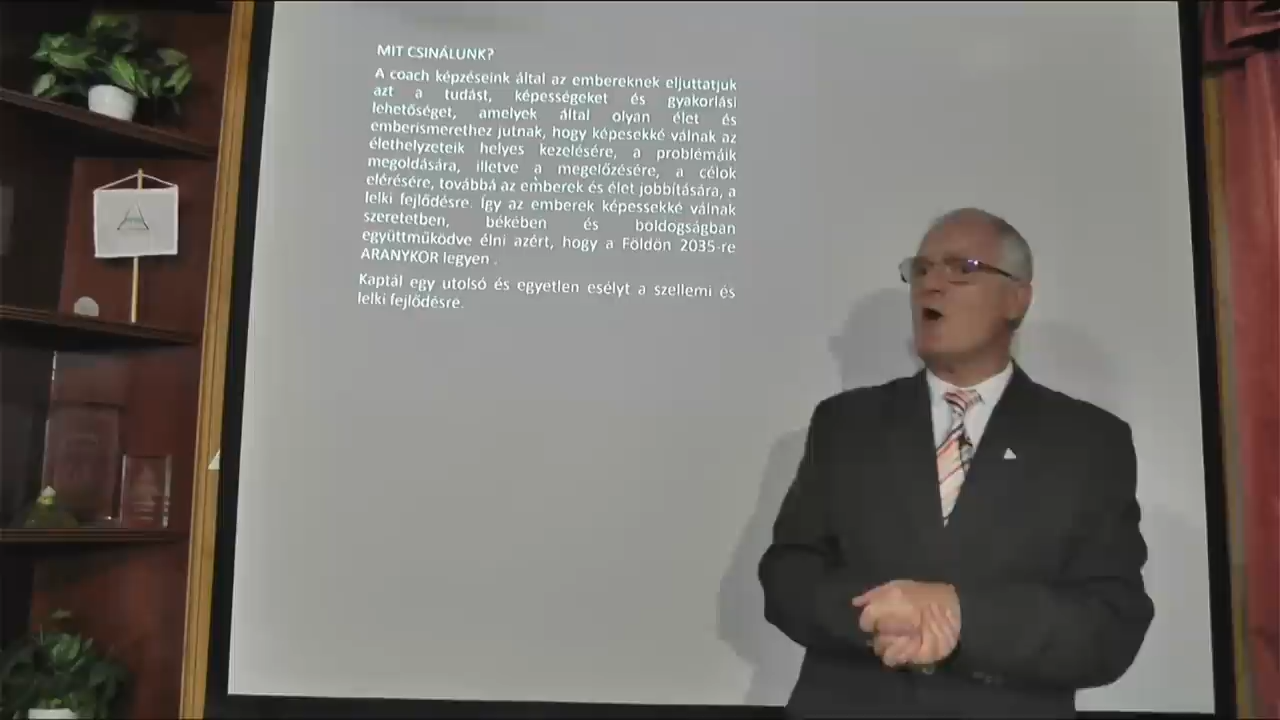 MIT CSINÁLUNK?
A coach képzéseink által az embereknek eljuttatjuk
azt a tudást, képességeket és gyakorlási
lehetőséget, amelyek által olyan élet és
emberismerethez jutnak, hogy képesekké válnak az
élethelyzeteik helyes kezelésére, a problémáik
megoldására, illetve a megelőzésére, a célok
elérésére, továbbá az emberek és élet jobbítására, a
lelki fejlődésre. Így az emberek képessekké válnak
szeretetben, békében és boldogságban
együttműködve élni azért, hogy a Földön 2035-re
ARANYKOR legyen .
Kaptál egy utolsó és egyetlen esélyt a szellemi és
lelki fejlődésre.